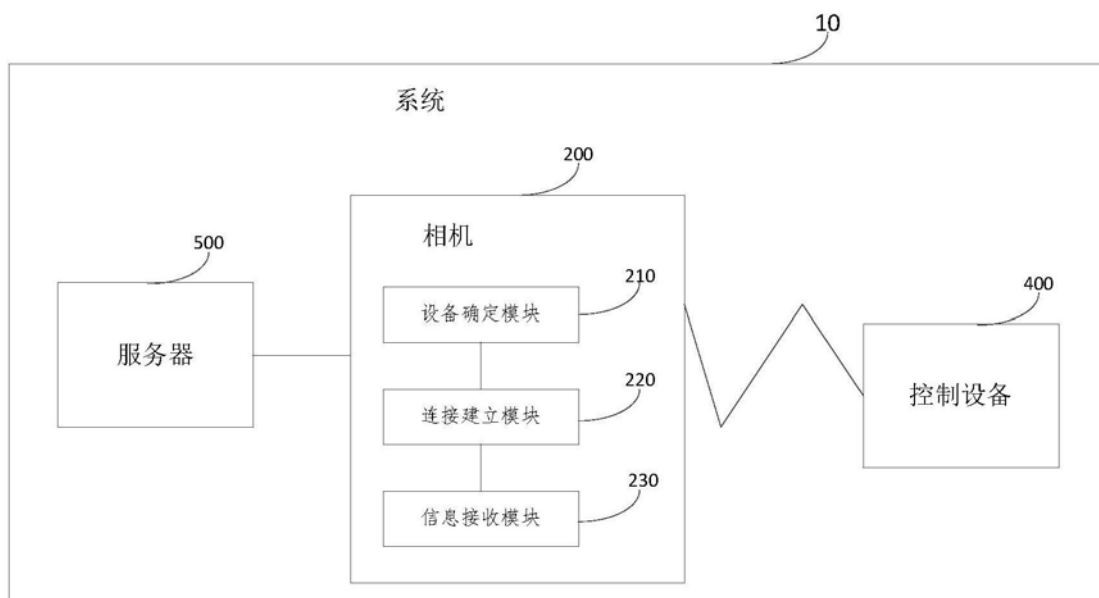 10
系统
200
相机
500
210
设备确定模块
400
服务器
220
控制设备
连接建立模块
230
信息接收模块